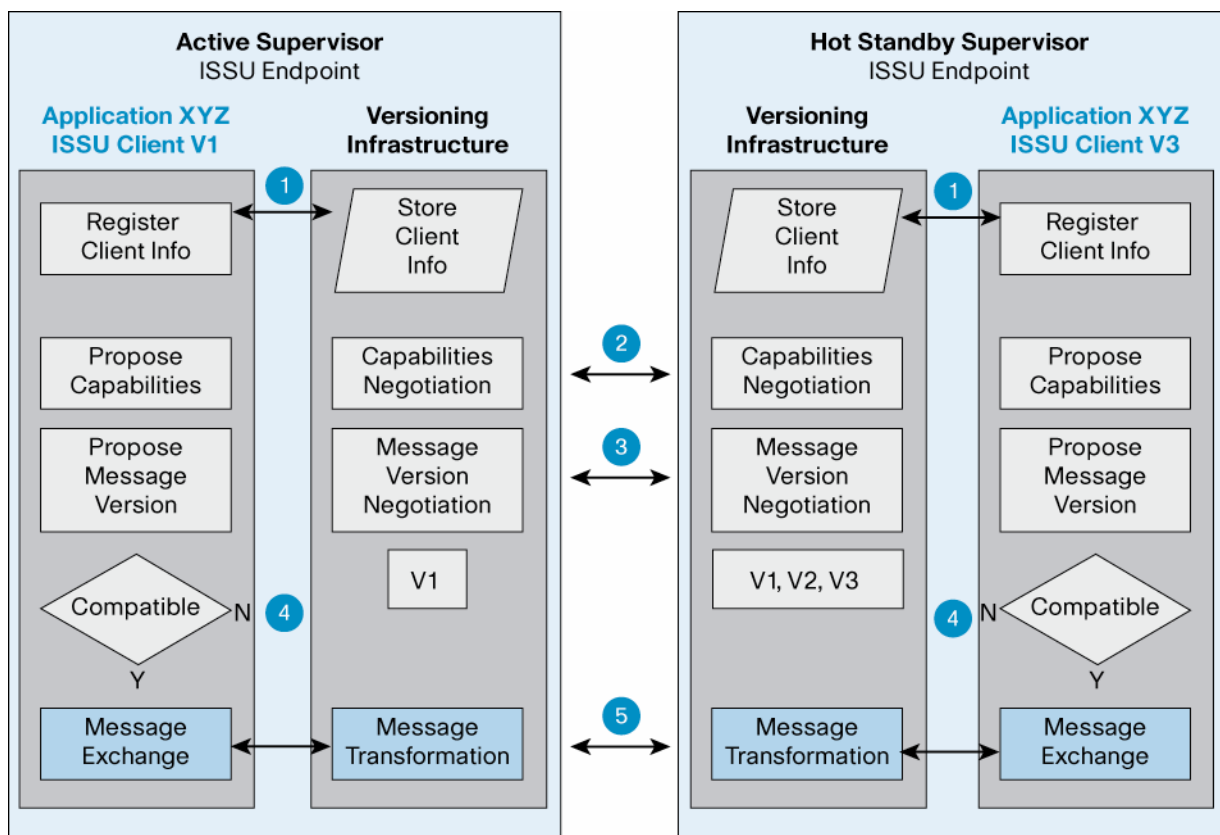 Active Supervisor
ISSU Endpoint
Application XYZ
ISSU Client V1
Versioning
Infrastructure
1
Register
Client Info
Store
Client
Info
Propose
Capabilities
Capabilities
Negotiation
Propose
Message
Version
Message
Version
Negotiation
V1
Compatible
N
4
Y
Message
Exchange
Message
Transformation
2
3
5
Hot Standby Supervisor
ISSU Endpoint
Versioning
Infrastructure
Application XYZ
ISSU Client V3
Store
Client
Info
1
Register
Client Info
Capabilities
Negotiation
Propose
Capabilities
Message
Version
Negotiation
Propose
Message
Version
V1, V2, V3
4
N
Compatible
Y
Message
Transformation
Message
Exchange